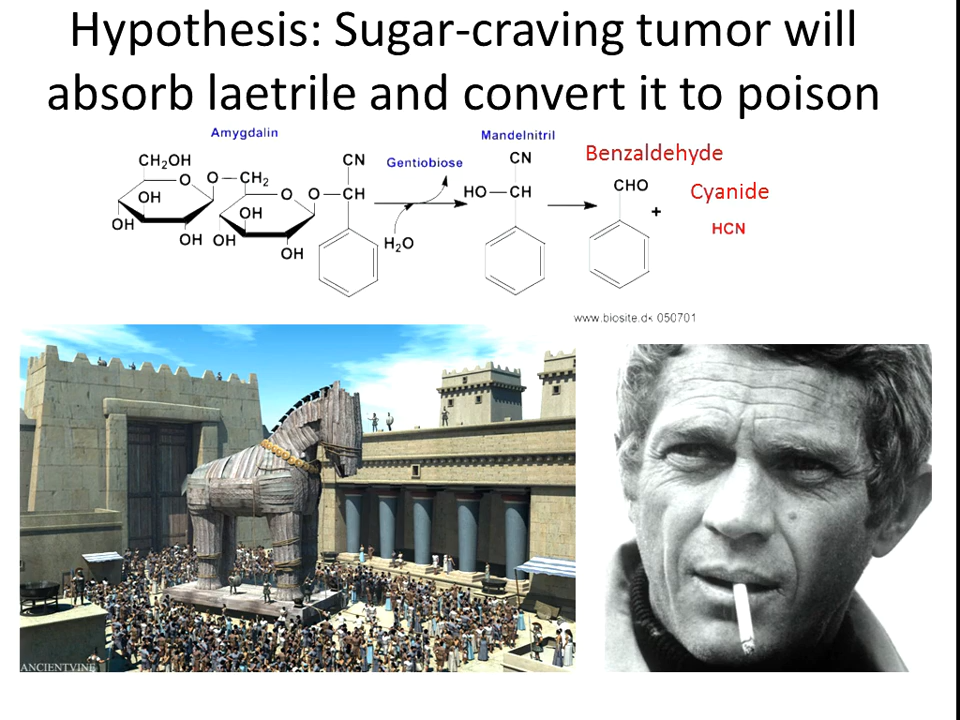 Hypothesis: Sugar-craving tumor will
absorb laetrile and convert it to poison
Amygdalin
Mandelnitril
Gentiobiose
Benzaldehyde
Cyanide
CH2OH
O
OH
OH
OH
O
CH2
O
OH
OH
OH
O
CN
CH
H2O
CN
HO
CH
CHO
+
HCN
www.biosite.dk 050701
ANCIENTVINE